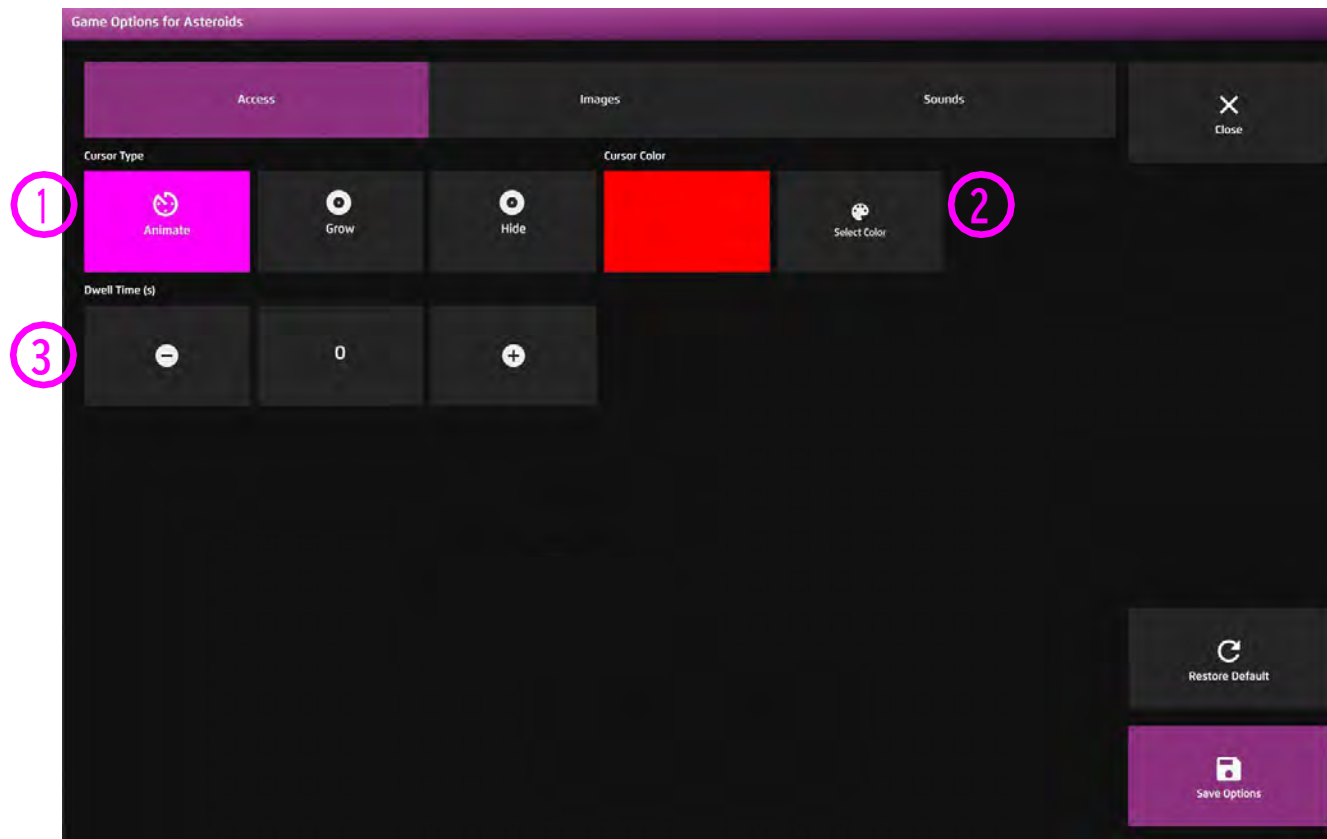 Game Options for Asteroids
Access Images Sounds
Close
Cursor Type Cursor Color
1 Animate Grow Hide Select Color 2
Dwell Time (s)
3 0
Restore Default
Save Options